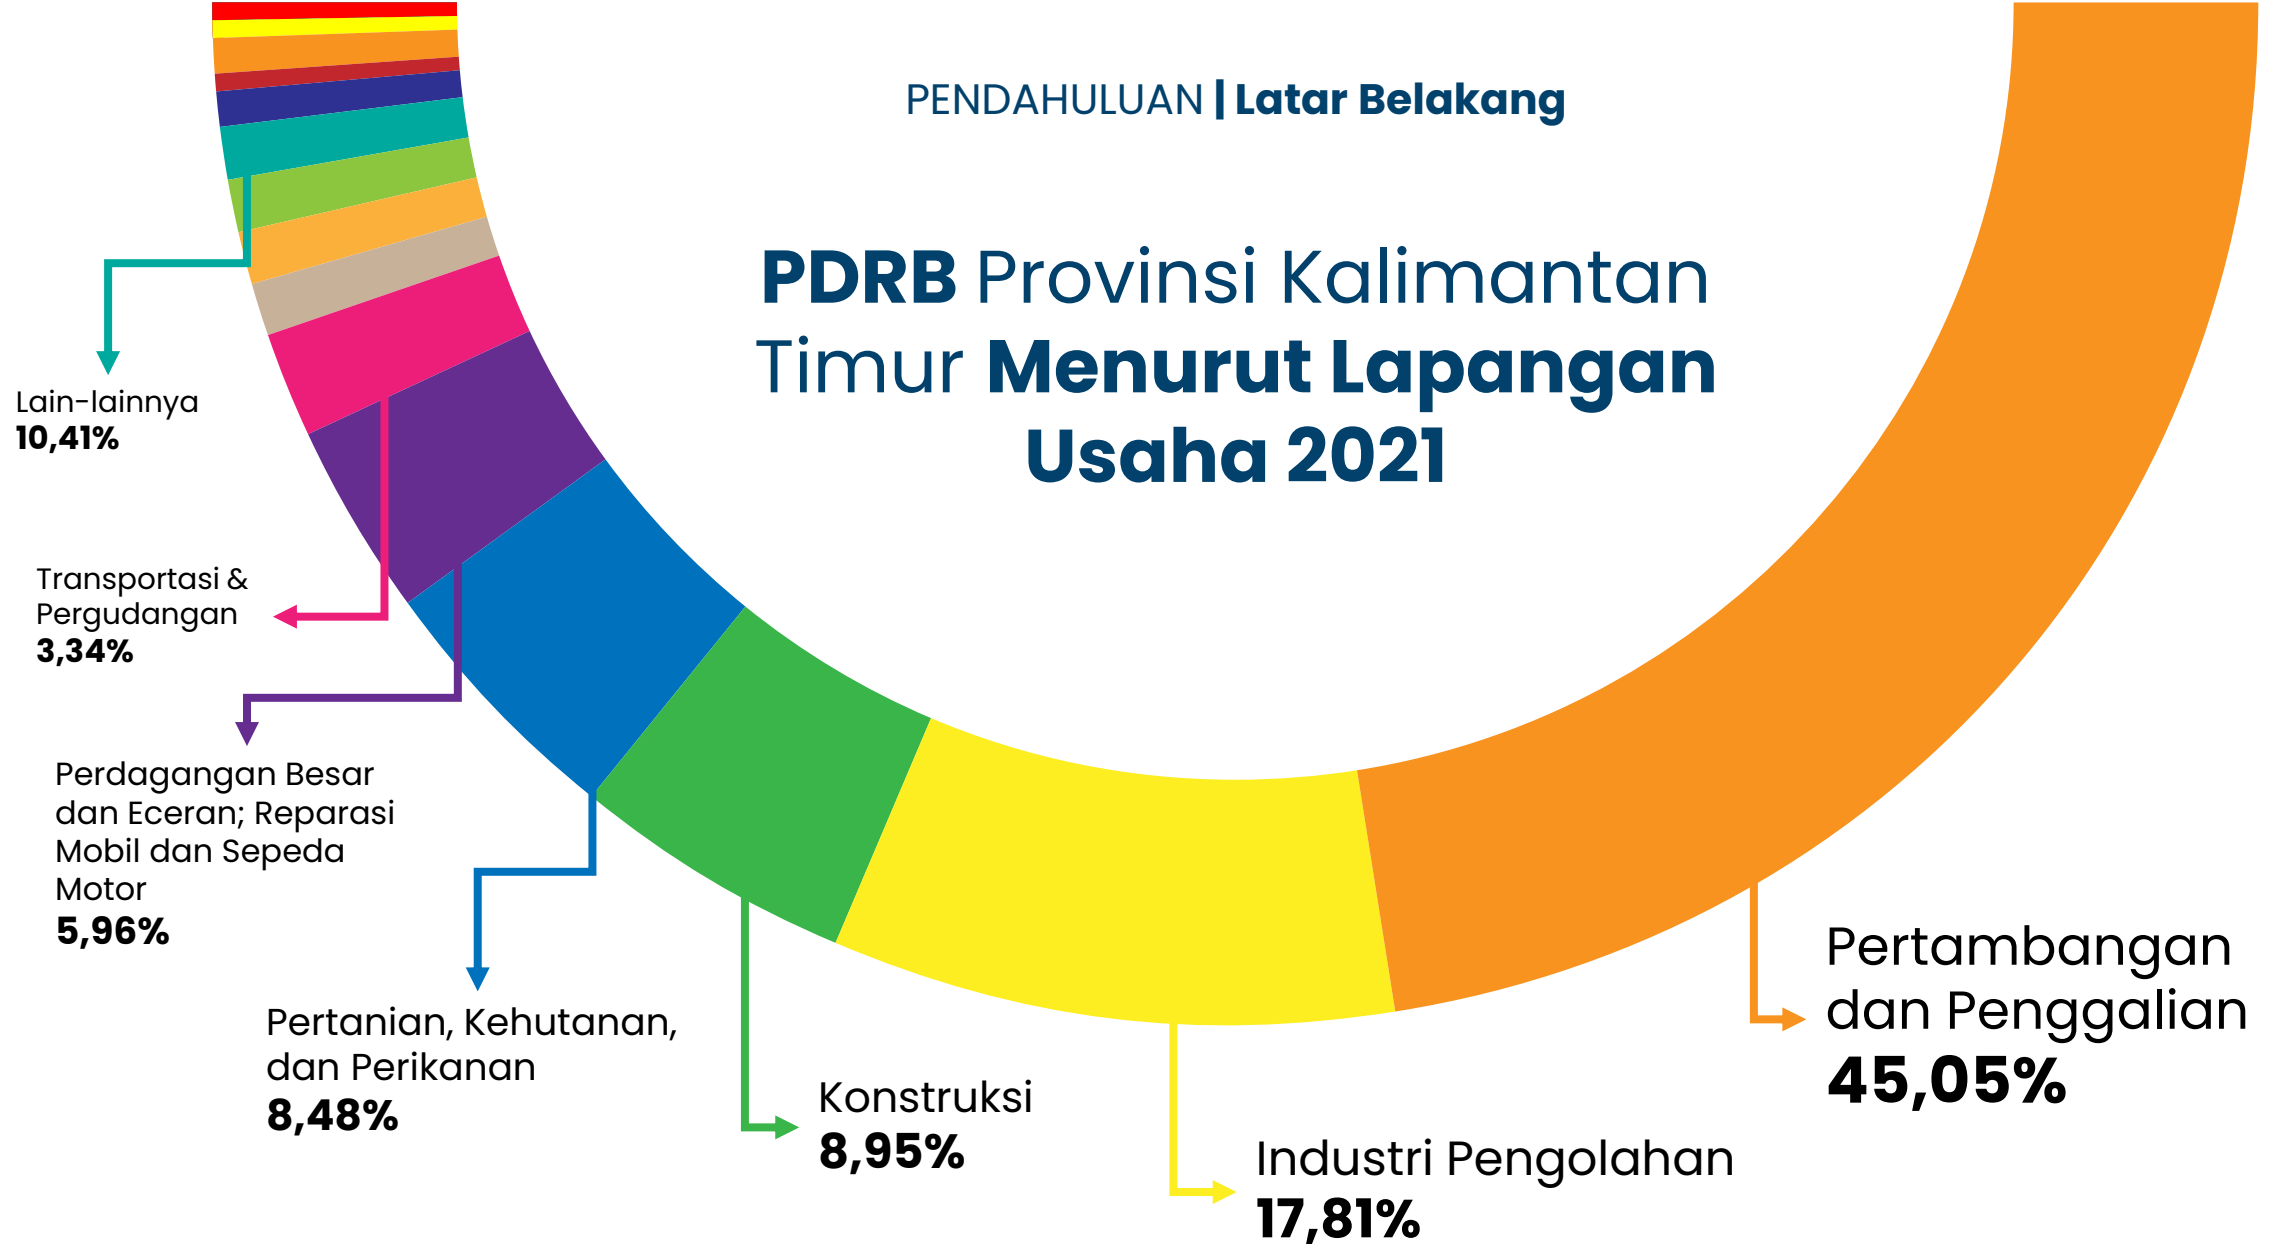 PENDAHULUAN | Latar Belakang
PDRB Provinsi Kalimantan
Timur Menurut Lapangan
Usaha 2021
Lain-lainnya
10,41%
Transportasi &
Pergudangan
3,34%
Perdagangan Besar
dan Eceran; Reparasi
Mobil dan Sepeda
Motor
5,96%
Pertanian, Kehutanan,
dan Perikanan
8,48%
Konstruksi
8,95%
Industri Pengolahan
17,81%
Pertambangan
dan Penggalian
45,05%